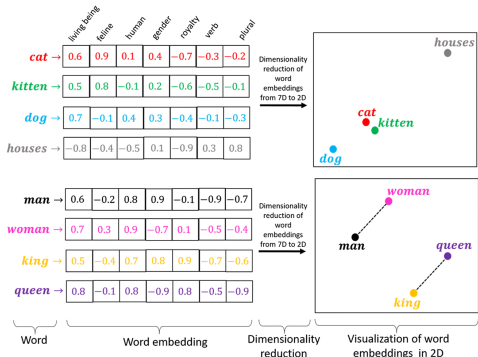 living being feline human gender royalty verb plural
cat → 0.6 0.9 0.1 0.4 −0.7 −0.3 −0.2
kitten → 0.5 0.8 −0.1 0.2 −0.6 −0.5 −0.1
dog → 0.7 −0.1 0.4 0.3 −0.4 −0.1 −0.3
houses → −0.8 −0.4 −0.5 0.1 −0.9 0.3 0.8
Dimensionality
reduction of
word
embeddings
from 7D to 2D
houses
cat
kitten
dog
man → 0.6 −0.2 0.8 0.9 −0.1 −0.9 −0.7
woman → 0.7 0.3 0.9 −0.7 0.1 −0.5 −0.4
king → 0.5 −0.4 0.7 0.8 0.9 −0.7 −0.6
queen → 0.8 −0.1 0.8 −0.9 0.8 −0.5 −0.9
Dimensionality
reduction of
word
embeddings
from 7D to 2D
woman
man
queen
king
Word
Word embedding
Dimensionality
reduction
Visualization of word
embeddings in 2D